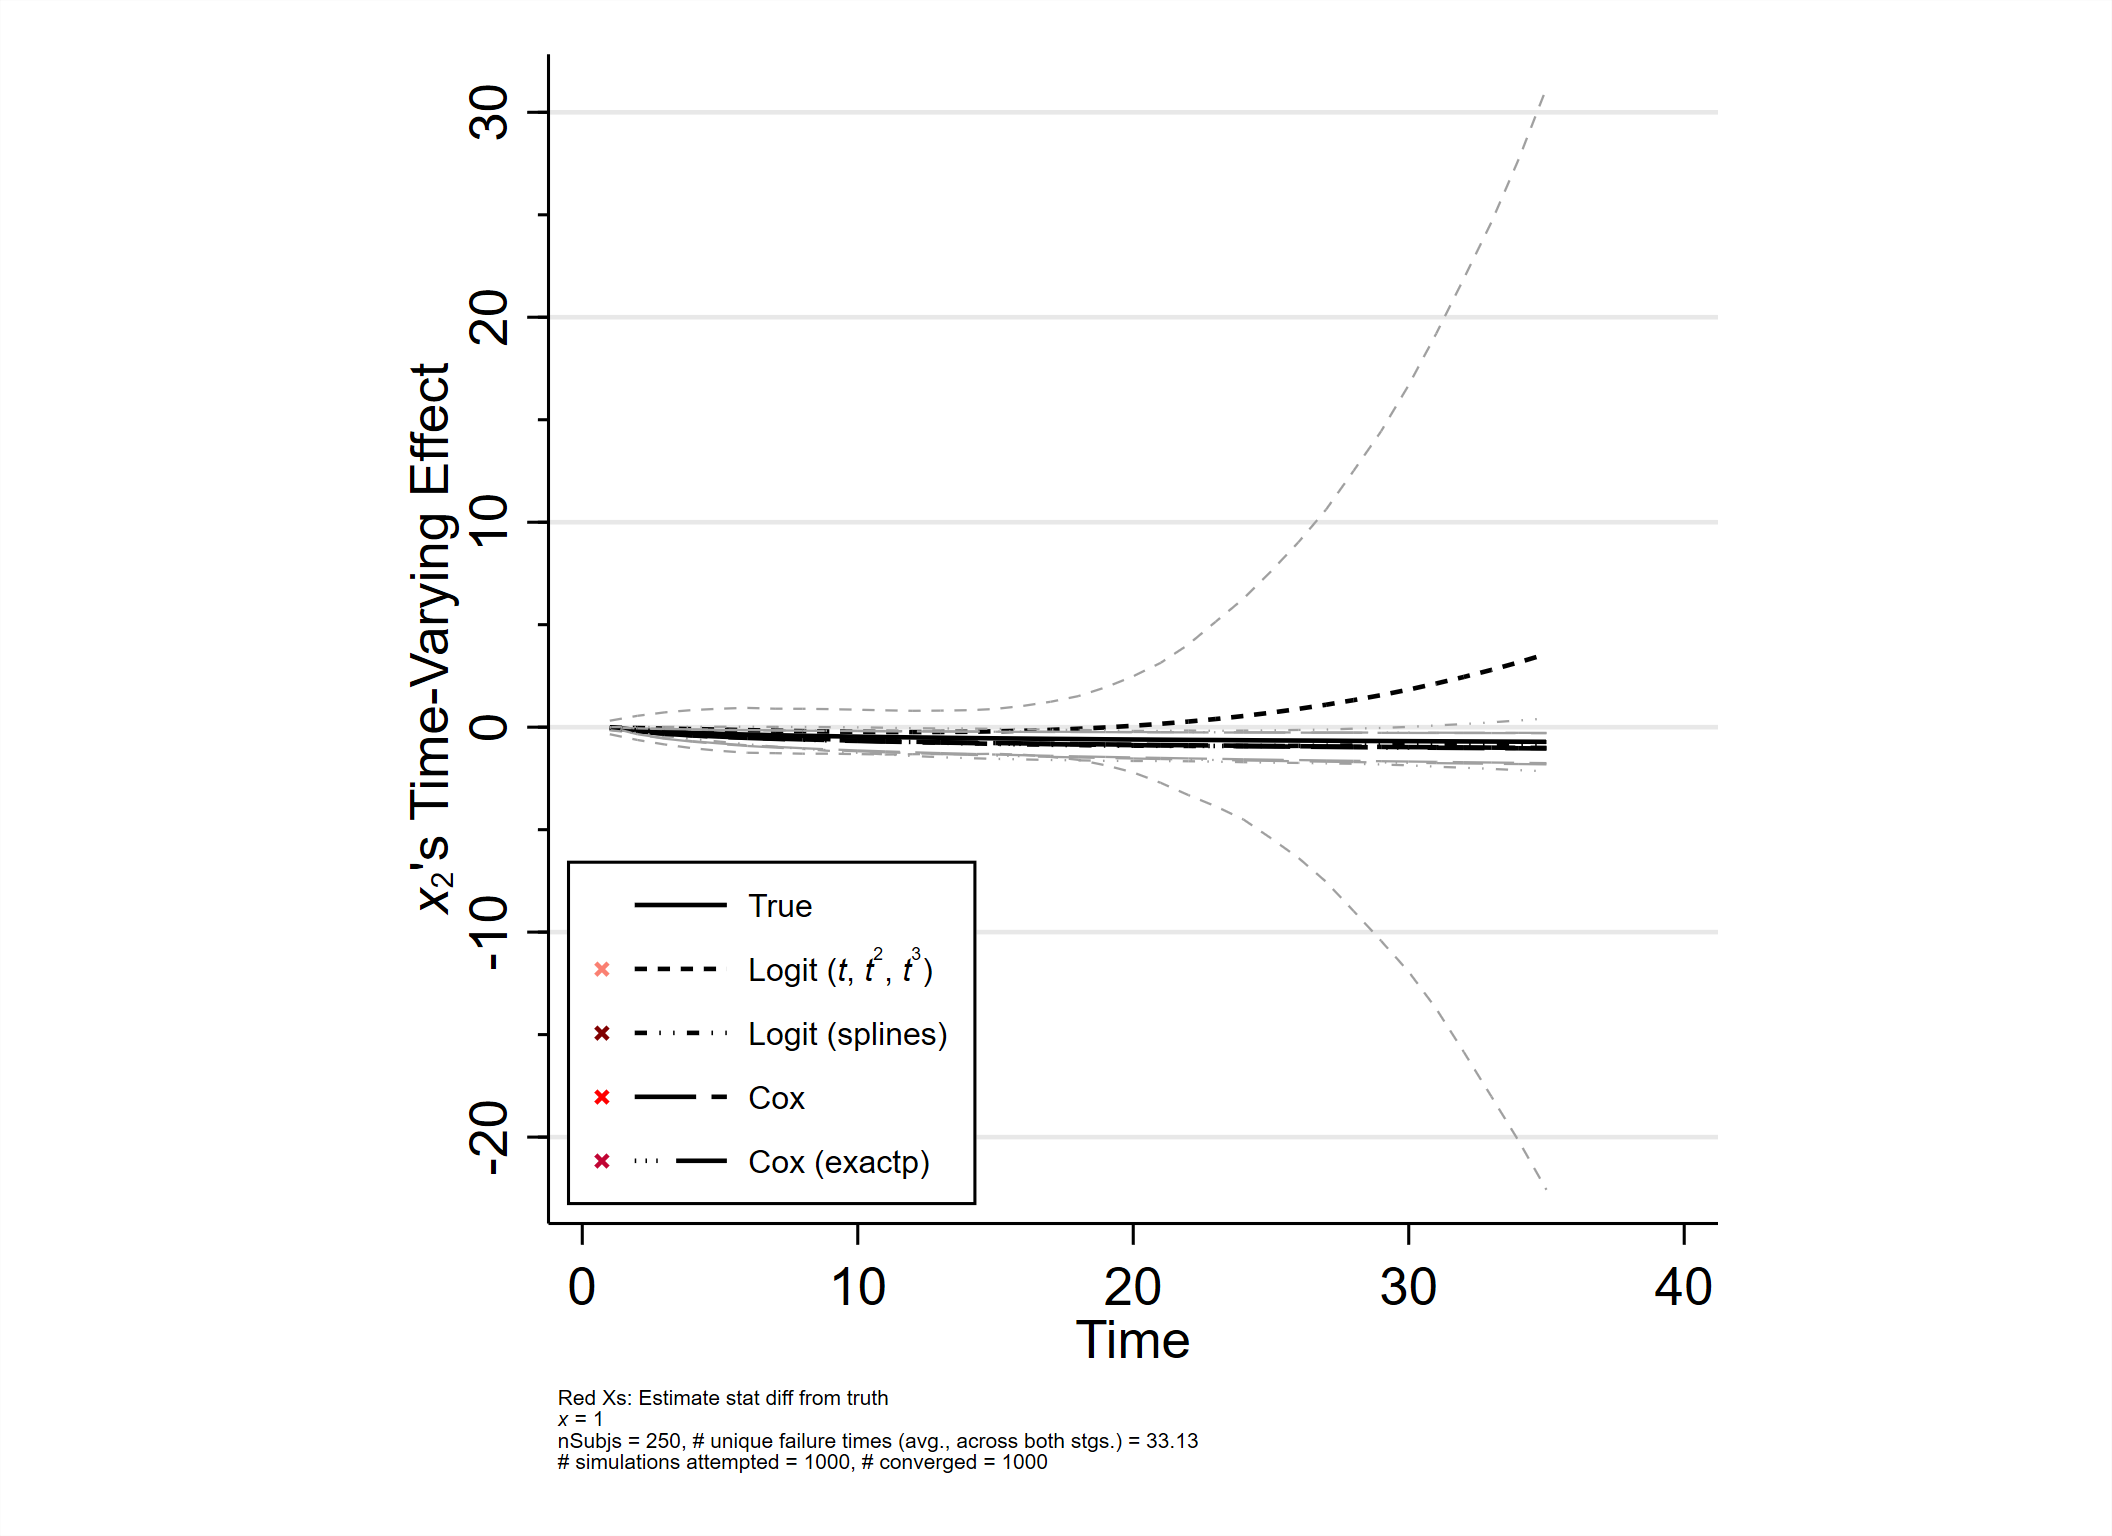 x₂'s Time-Varying Effect
30
20
10
0
-10
-20
True
Logit (t, t², t³)
Logit (splines)
Cox
Cox (exactp)
0 10 20 30 40
Time
Red Xs: Estimate stat diff from truth
x = 1
nSubjs = 250, # unique failure times (avg., across both stgs.) = 33.13
# simulations attempted = 1000, # converged = 1000